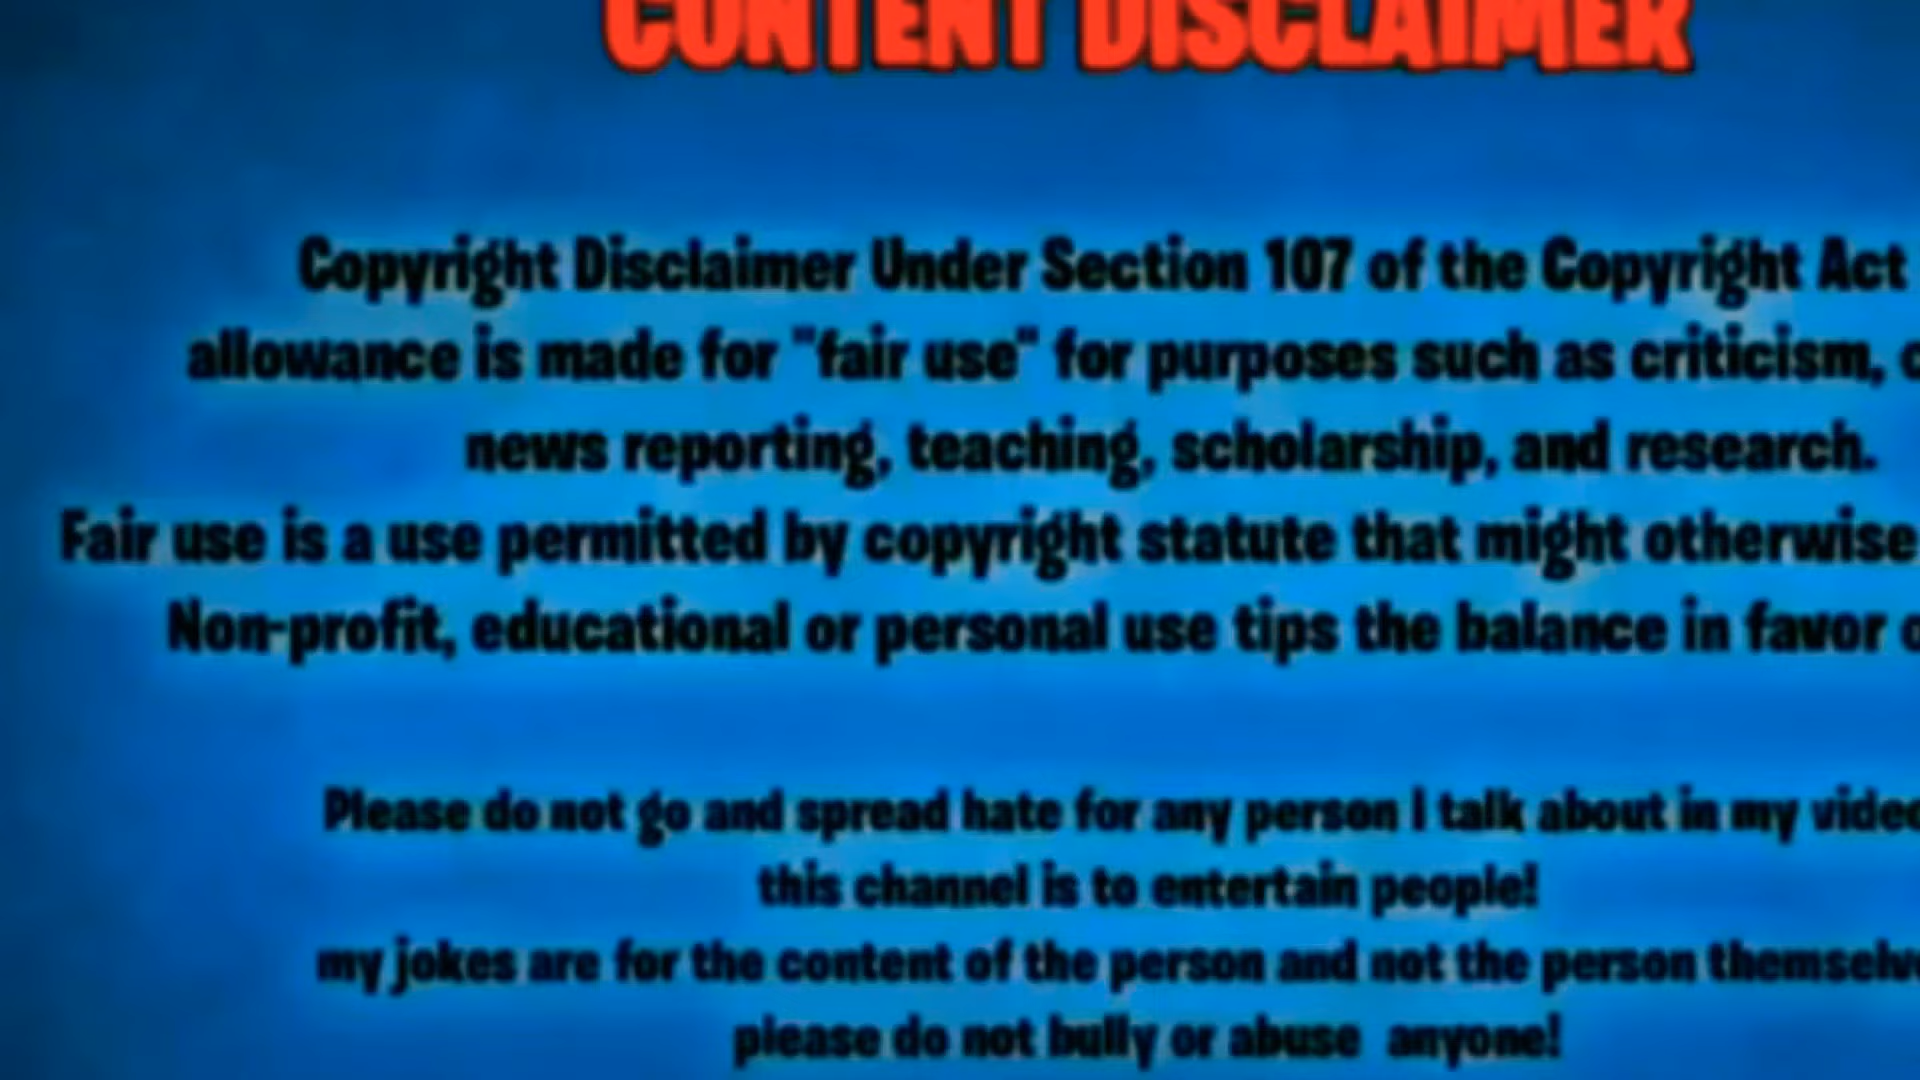 CONTENT DISCLAIMER
Copyright Disclaimer Under Section 107 of the Copyright Act
allowance is made for "fair use" for purposes such as criticism,
news reporting, teaching, scholarship, and research.
Fair use is a use permitted by copyright statute that might otherwise
Non-profit, educational or personal use tips the balance in favor
Please do not go and spread hate for any person I talk about in my
this channel is to entertain people!
my jokes are for the content of the person and not the person
please do not bully or abuse anyone!